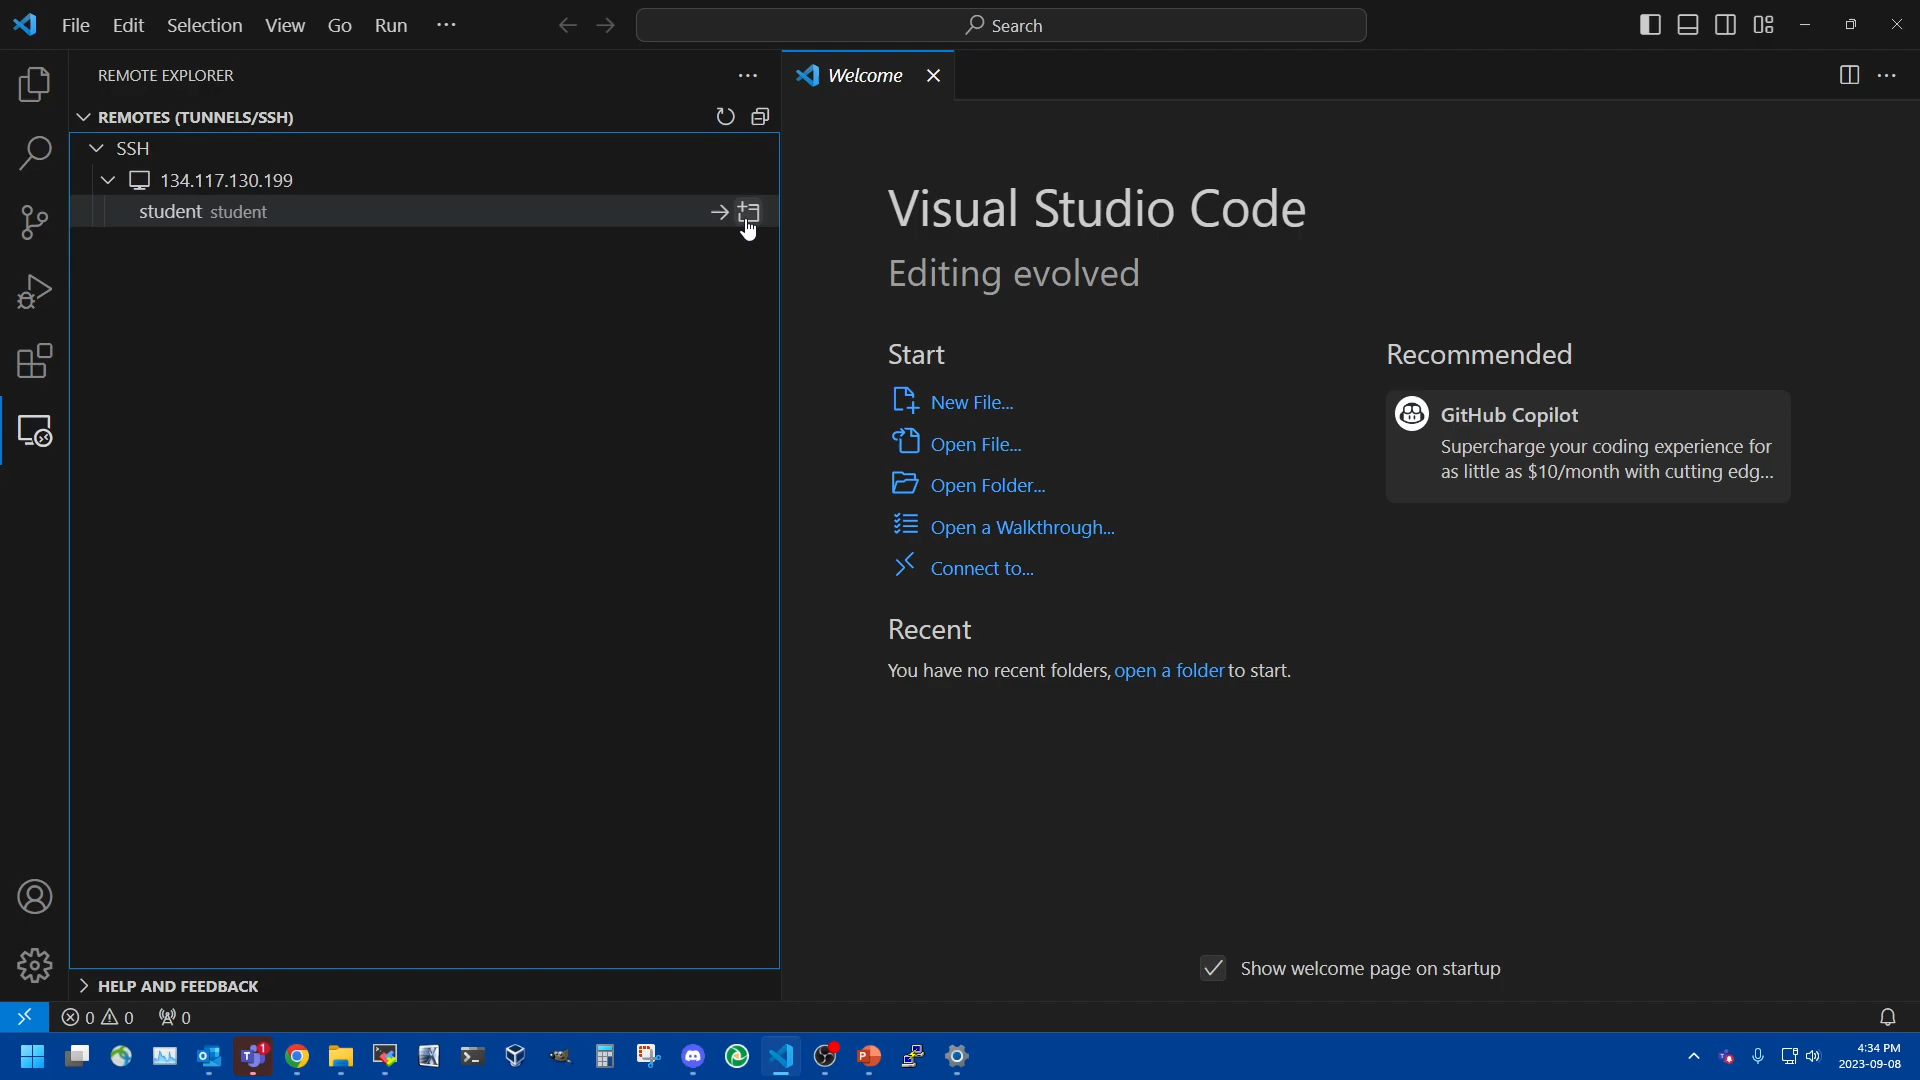 File Edit Selection View Go Run ...
Search
REMOTE EXPLORER
Welcome
REMOTES (TUNNELS/SSH)
SSH
134.117.130.199
student student
Visual Studio Code
Editing evolved
Start
New File...
Open File...
Open Folder...
Open a Walkthrough...
Connect to...
Recommended
GitHub Copilot
Supercharge your coding experience for
as little as $10/month with cutting edg...
Recent
You have no recent folders, open a folder to start.
Show welcome page on startup
HELP AND FEEDBACK
0 0 0
1
4:34 PM
2023-09-08